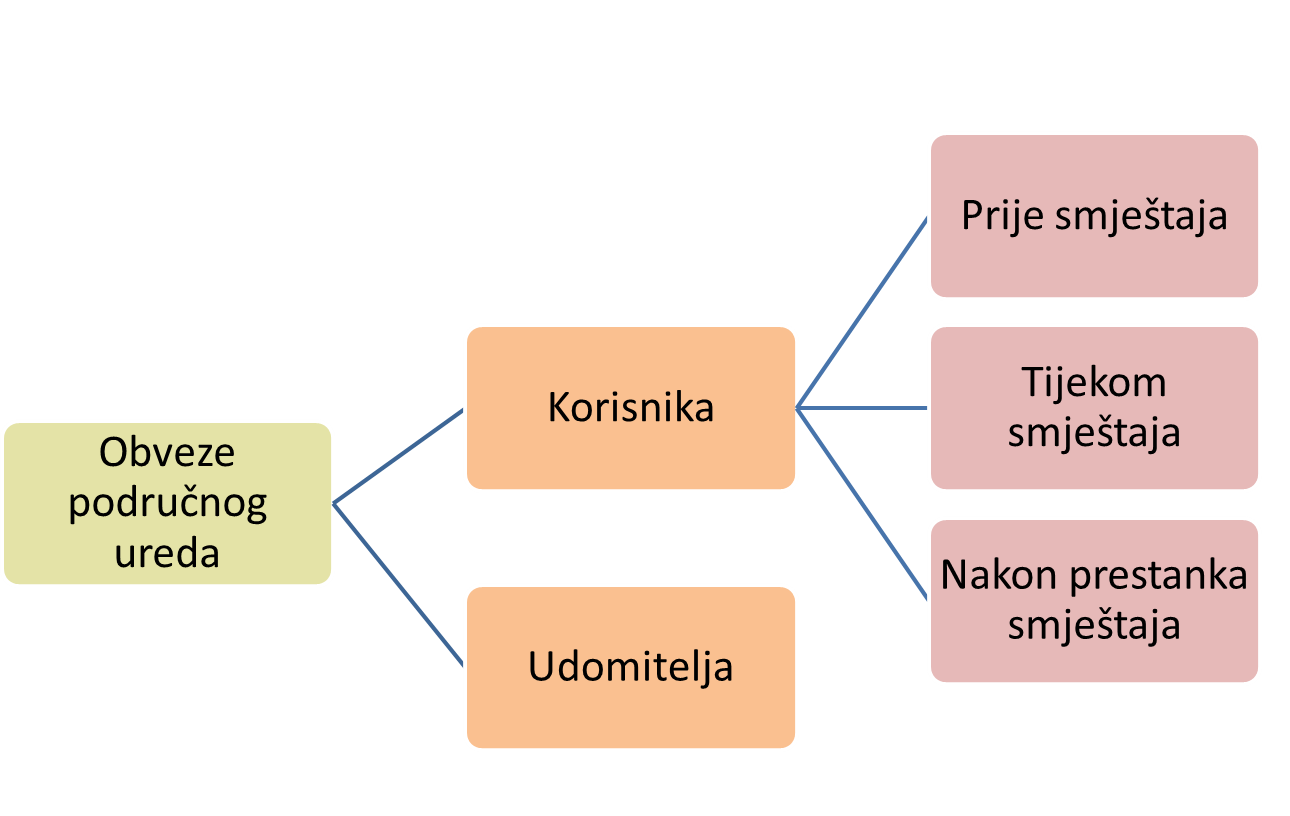 Obveze
područnog
ureda
Korisnika
Udomitelja
Prije smještaja
Tijekom
smještaja
Nakon prestanka
smještaja